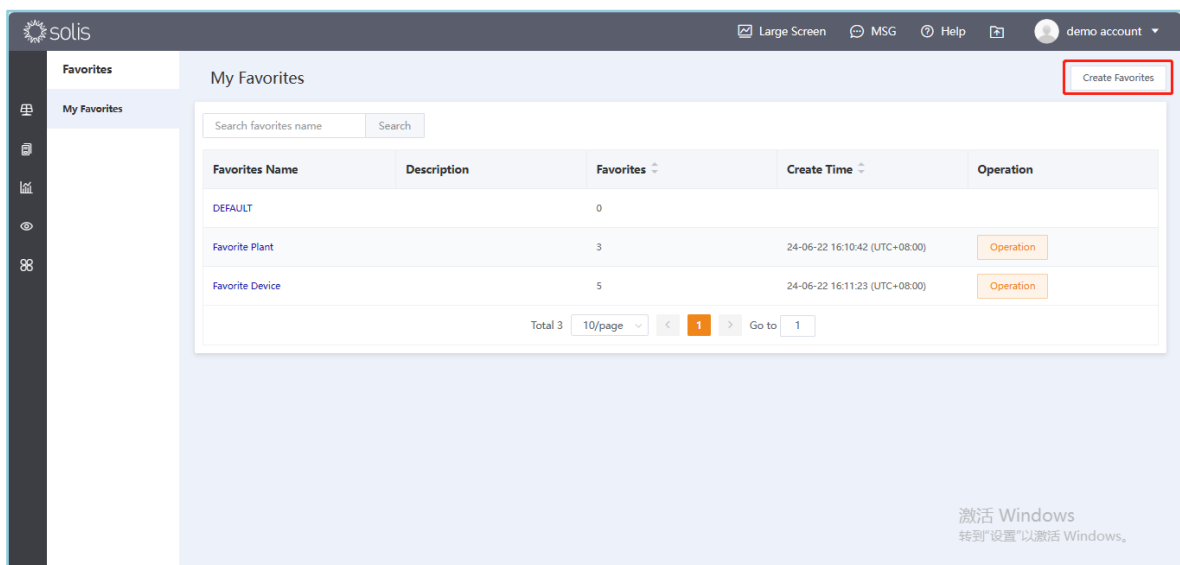 solis
Large Screen MSG Help demo account
Favorites
My Favorites
My Favorites
Create Favorites
Search favorites name Search
Favorites Name Description Favorites Create Time Operation
DEFAULT 0
Favorite Plant 3 24-06-22 16:10:42 (UTC+08:00) Operation
Favorite Device 5 24-06-22 16:11:23 (UTC+08:00) Operation
Total 3 10/page < 1 > Go to 1
激活 Windows
转到"设置"以激活 Windows。